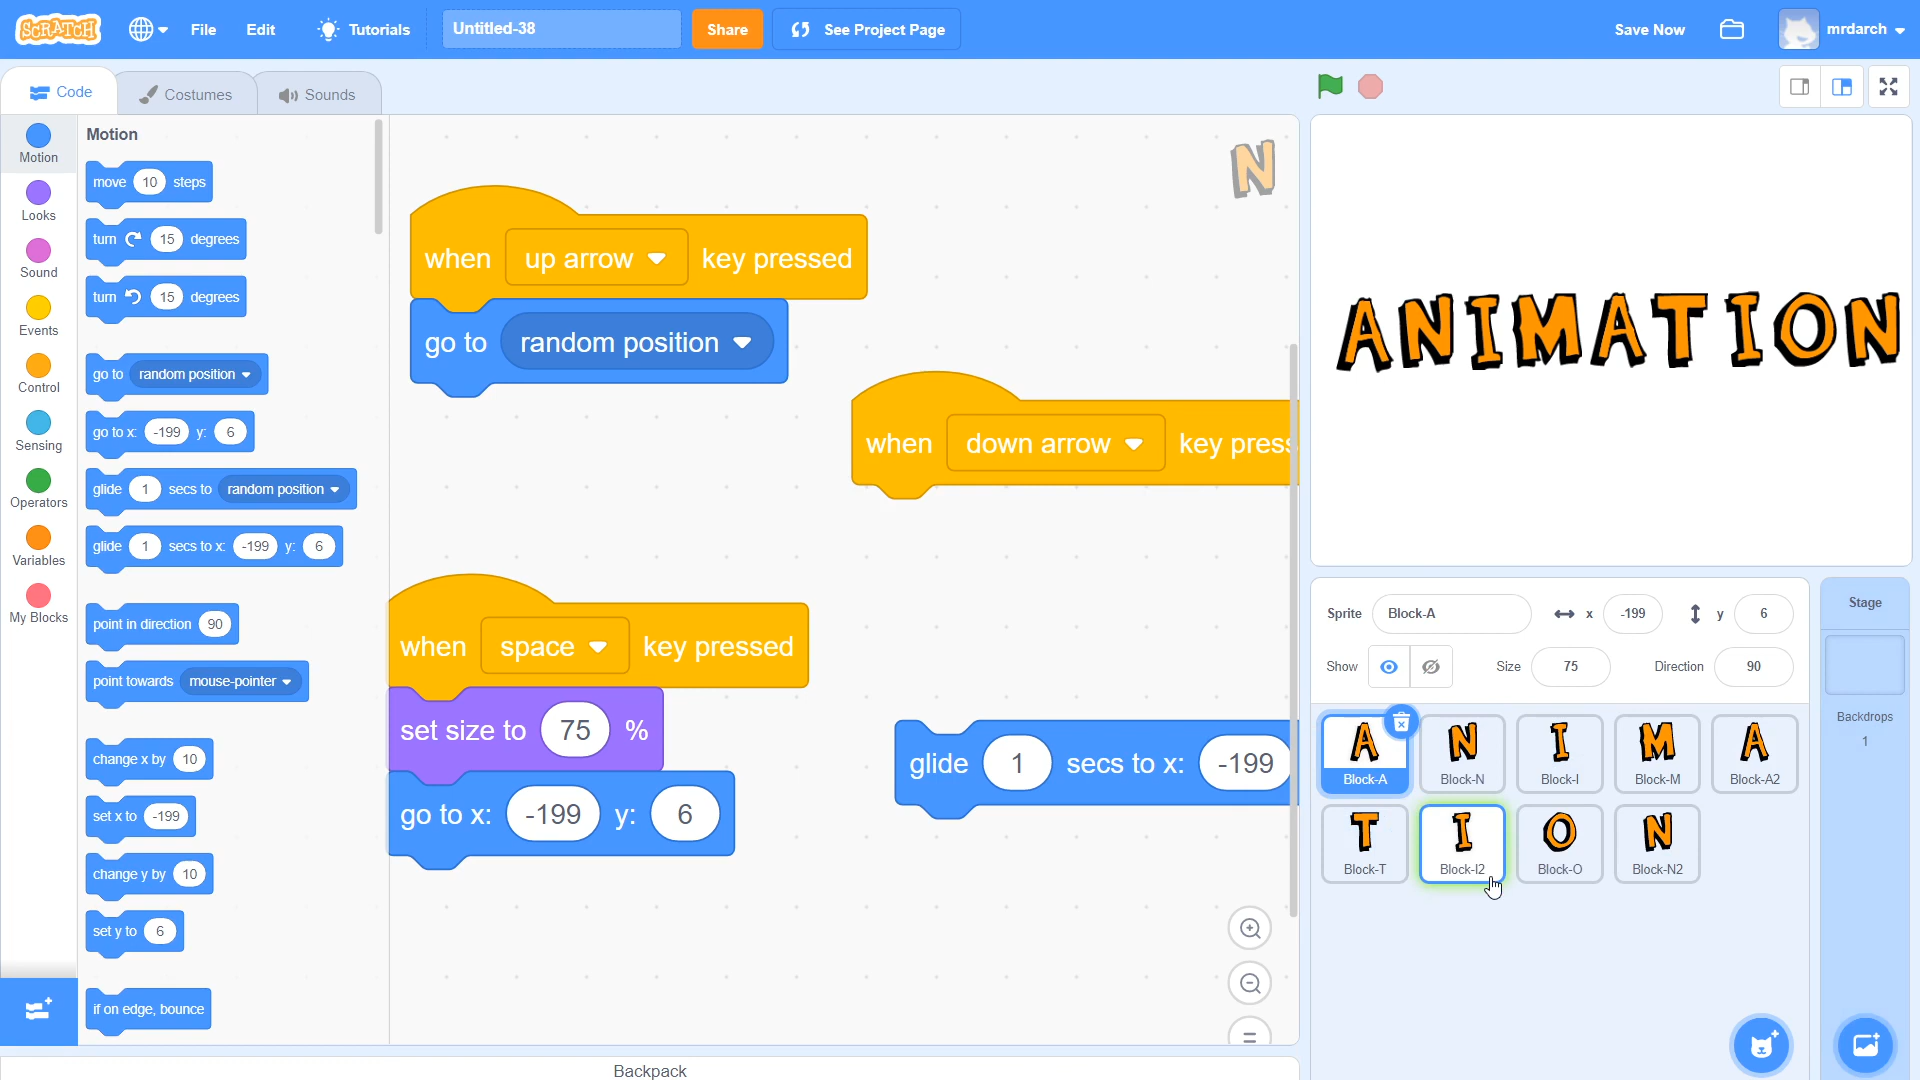 SCRATCH File Edit Tutorials Untitled-38 Share See Project Page Save Now mrdarch
Code Costumes Sounds
Motion
Looks
Sound
Events
Control
Sensing
Operators
Variables
My Blocks
Motion
move 10 steps
turn 15 degrees
turn 15 degrees
go to random position
go to x: -199 y: 6
glide 1 secs to random position
glide 1 secs to x: -199 y: 6
point in direction 90
point towards mouse-pointer
change x by 10
set x to -199
change y by 10
set y to 6
if on edge, bounce
N
when up arrow key pressed
go to random position
when down arrow key press
when space key pressed
set size to 75 %
go to x: -199 y: 6
glide 1 secs to x: -199
Backpack
ANIMATION
Sprite Block-A x -199 y 6
Show Size 75 Direction 90
A N I M A
Block-A Block-N Block-I Block-M Block-A2
T I O N
Block-T Block-I2 Block-O Block-N2
Stage
Backdrops
1